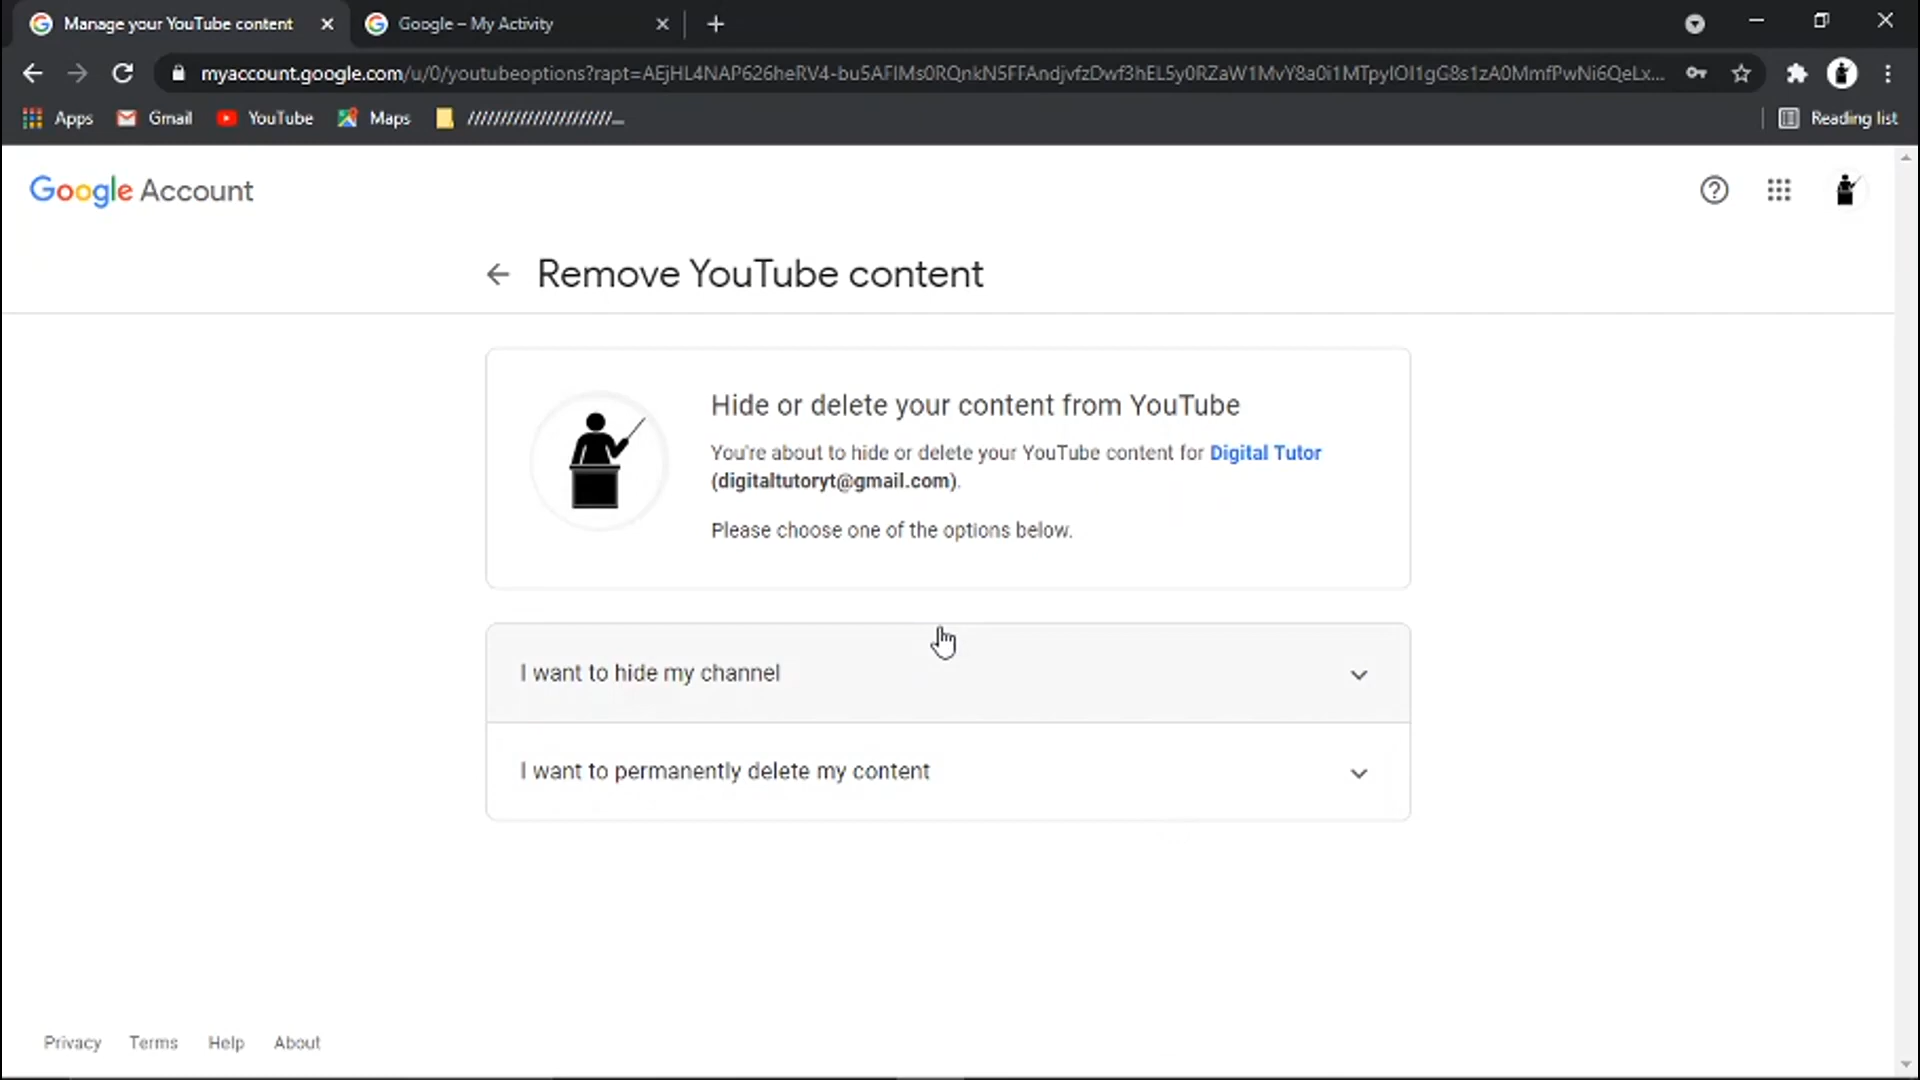 Manage your YouTube content
Google – My Activity
myaccount.google.com/u/0/youtubeoptions?rapt=
Apps
Gmail
YouTube
Maps
Reading list
Google Account
Remove YouTube content
Hide or delete your content from YouTube
You're about to hide or delete your YouTube content for Digital Tutor
(digitaltutoryt@gmail.com).
Please choose one of the options below.
I want to hide my channel
I want to permanently delete my content
Privacy Terms Help About